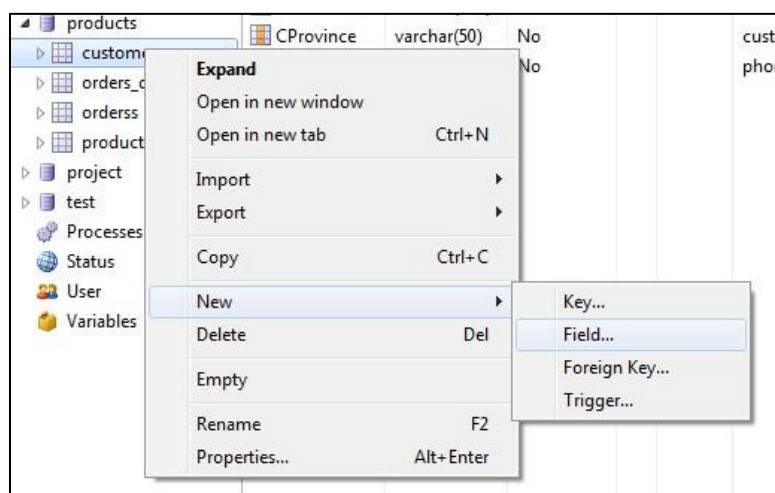 products
CProvince varchar(50) No cust
custome
No pho
orders_
orderss
product
project
test
Processes
Status
User
Variables
Expand
Open in new window
Open in new tab Ctrl+N
Import
Export
Copy Ctrl+C
New
Delete Del
Empty
Rename F2
Properties... Alt+Enter
Key...
Field...
Foreign Key...
Trigger...